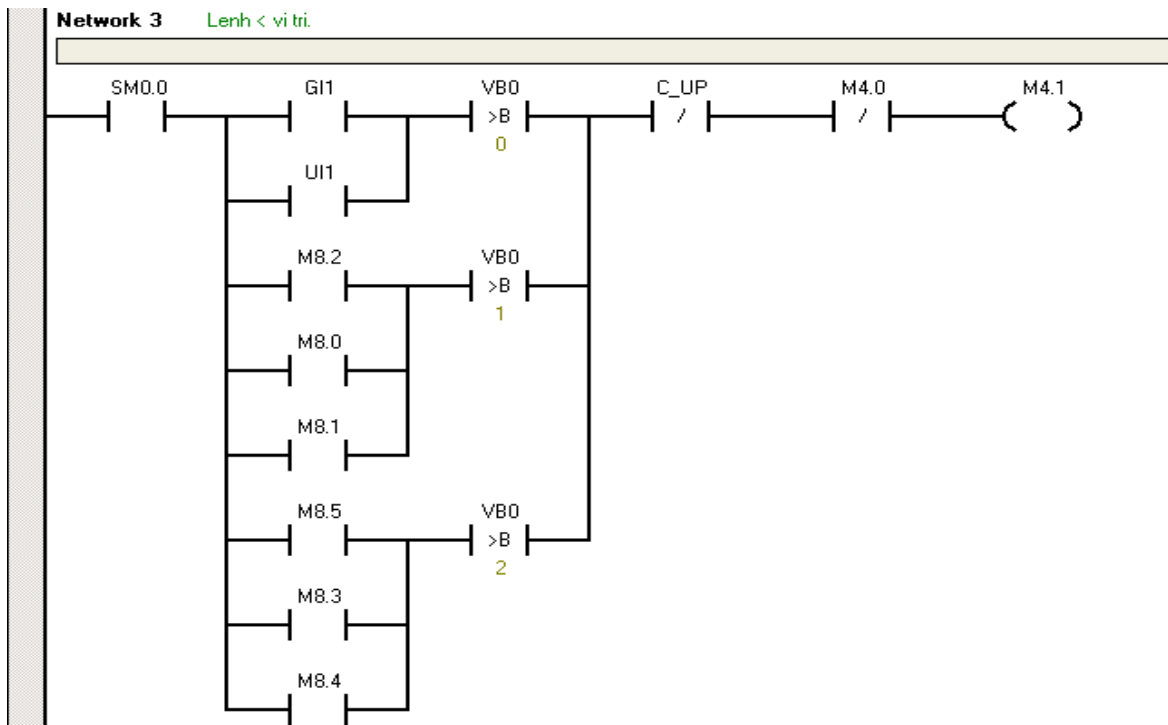 Network 3 Lenh < vi tri.
SM0.0 GI1 VB0 C_UP M4.0 M4.1
>B / /
0
UI1
M8.2 VB0
>B
1
M8.0
M8.1
M8.5 VB0
>B
2
M8.3
M8.4